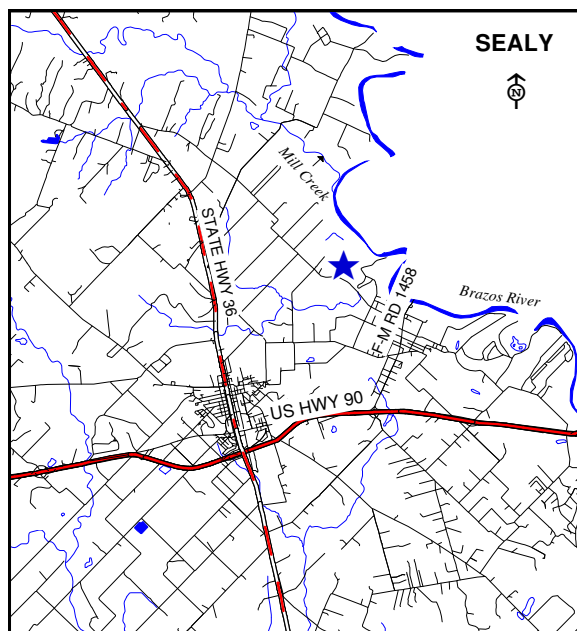 SEALY
N
Mill Creek
STATE HWY 36
F-M RD 1458
Brazos River
US HWY 90